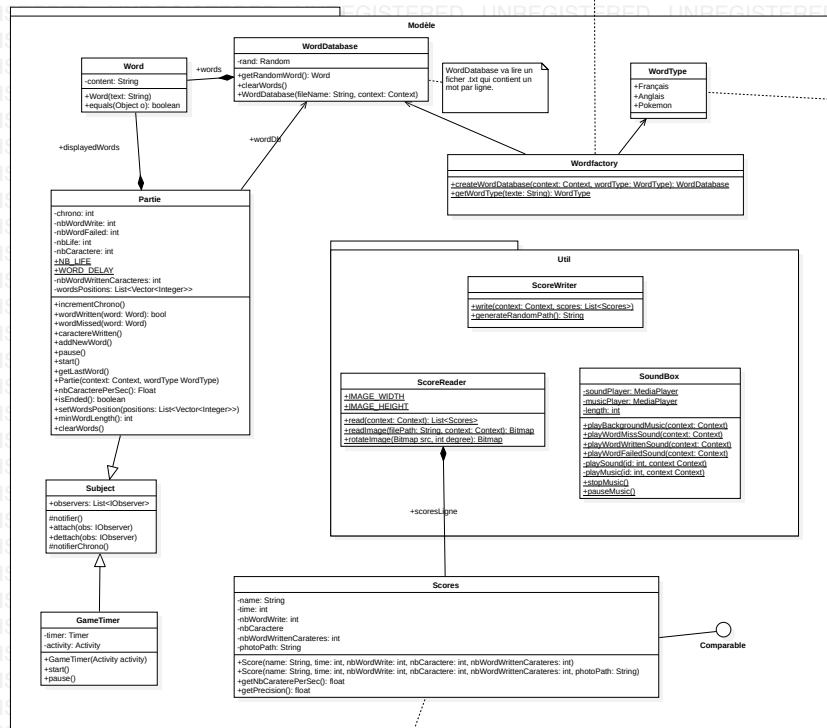 EGISTERED UNREGISTERED UNREGISTERED
Modèle
WordDatabase
-rand: Random
+getRandomWord(): Word
+clearWords()
+WordDatabase(fileName: String, context: Context)
Word
-content: String
+Word(text: String)
+equals(Object o): boolean
+words
WordDatabase va lire un
ficher .txt qui contient un
mot par ligne.
WordType
+Français
+Anglais
+Pokemon
+displayedWords
+wordDb
Wordfactory
+createWordDatabase(context: Context, wordType: WordType): WordDatabase
+getWordType(texte: String): WordType
Partie
-chrono: int
-nbWordWrite: int
-nbWordFailed: int
-nbLife: int
-nbCaractere: int
+NB_LIFE
+WORD_DELAY
-nbWordWrittenCaracteres: int
-wordsPositions: List<Vector<Integer>>
+incrementChrono()
+wordWritten(word: Word): bool
+wordMissed(word: Word)
+caractereWritten()
+addNewWord()
+pause()
+start()
+getLastWord()
+Partie(context: Context, wordType WordType)
+nbCaracterePerSec(): Float
+isEnded(): boolean
+setWordsPosition(positions: List<Vector<Integer>>)
+minWordLength(): int
+clearWords()
Util
ScoreWriter
+write(context: Context, scores: List<Scores>)
+generateRandomPath(): String
ScoreReader
+IMAGE_WIDTH
+IMAGE_HEIGHT
+read(context: Context): List<Scores>
+readImage(filePath: String, context: Context): Bitmap
+rotateImage(Bitmap src, int degree): Bitmap
SoundBox
-soundPlayer: MediaPlayer
-musicPlayer: MediaPlayer
-length: int
+playBackgroundMusic(context: Context)
+playWordMissSound(context: Context)
+playWordWrittenSound(context: Context)
+playWordFailedSound(context: Context)
-playSound(id: int, context Context)
-playMusic(id: int, context Context)
+stopMusic()
+pauseMusic()
+scoresLigne
Subject
+observers: List<IObserver>
#notifier()
+attach(obs: IObserver)
+dettach(obs: IObserver)
#notifierChrono()
GameTimer
-timer: Timer
-activity: Activity
+GameTimer(Activity activity)
+start()
+pause()
Scores
-name: String
-time: int
-nbWordWrite: int
-nbCaractere
-nbWordWrittenCarateres: int
-photoPath: String
+Score(name: String, time: int, nbWordWrite: int, nbCaractere: int, nbWordWrittenCarateres: int)
+Score(name: String, time: int, nbWordWrite: int, nbCaractere: int, nbWordWrittenCarateres: int, photoPath: String)
+getNbCaraterePerSec(): float
+getPrecision(): float
Comparable